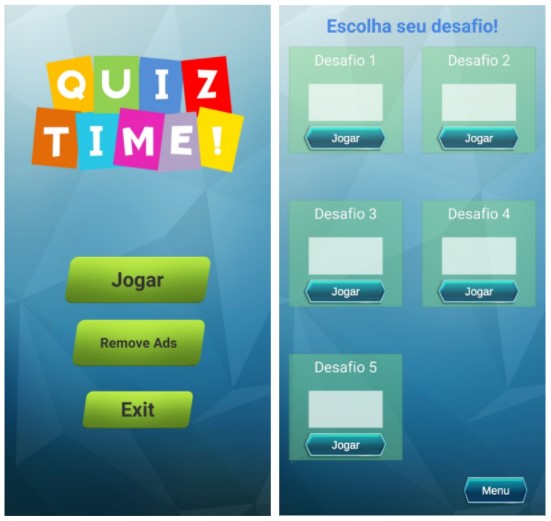 QUIZ
TIME!
Jogar
Remove Ads
Exit
Escolha seu desafio!
Desafio 1
Jogar
Desafio 2
Jogar
Desafio 3
Jogar
Desafio 4
Jogar
Desafio 5
Jogar
Menu